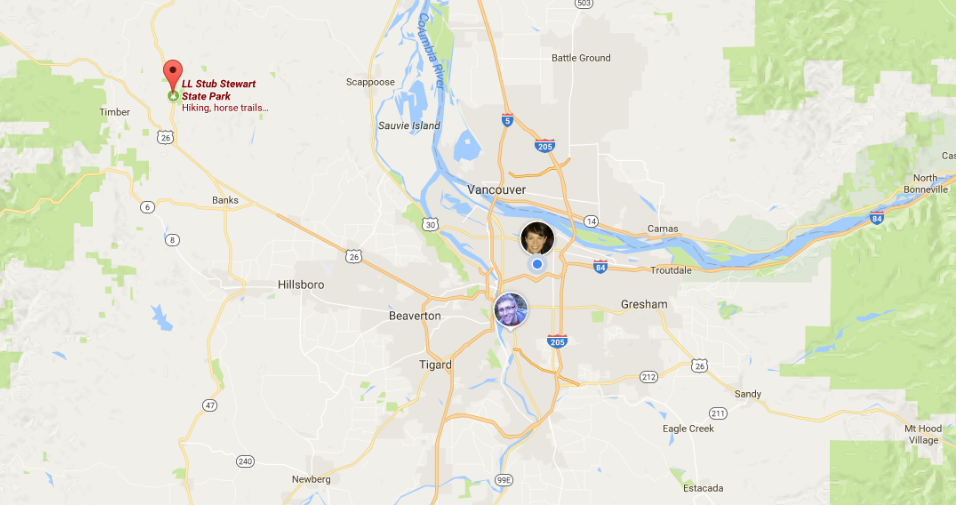 503
Columbia River
Battle Ground
Scappoose
LL Stub Stewart
State Park
Hiking, horse trails...
Timber
5
Sauvie Island
26
205
Cas
North
Bonneville
Vancouver
Banks
6
30
14
84
Camas
8
26
84
Troutdale
Hillsboro
Gresham
Beaverton
205
Tigard
26
212
Sandy
47
211
Eagle Creek
Mt Hood
Village
240
Newberg
99E
Estacada